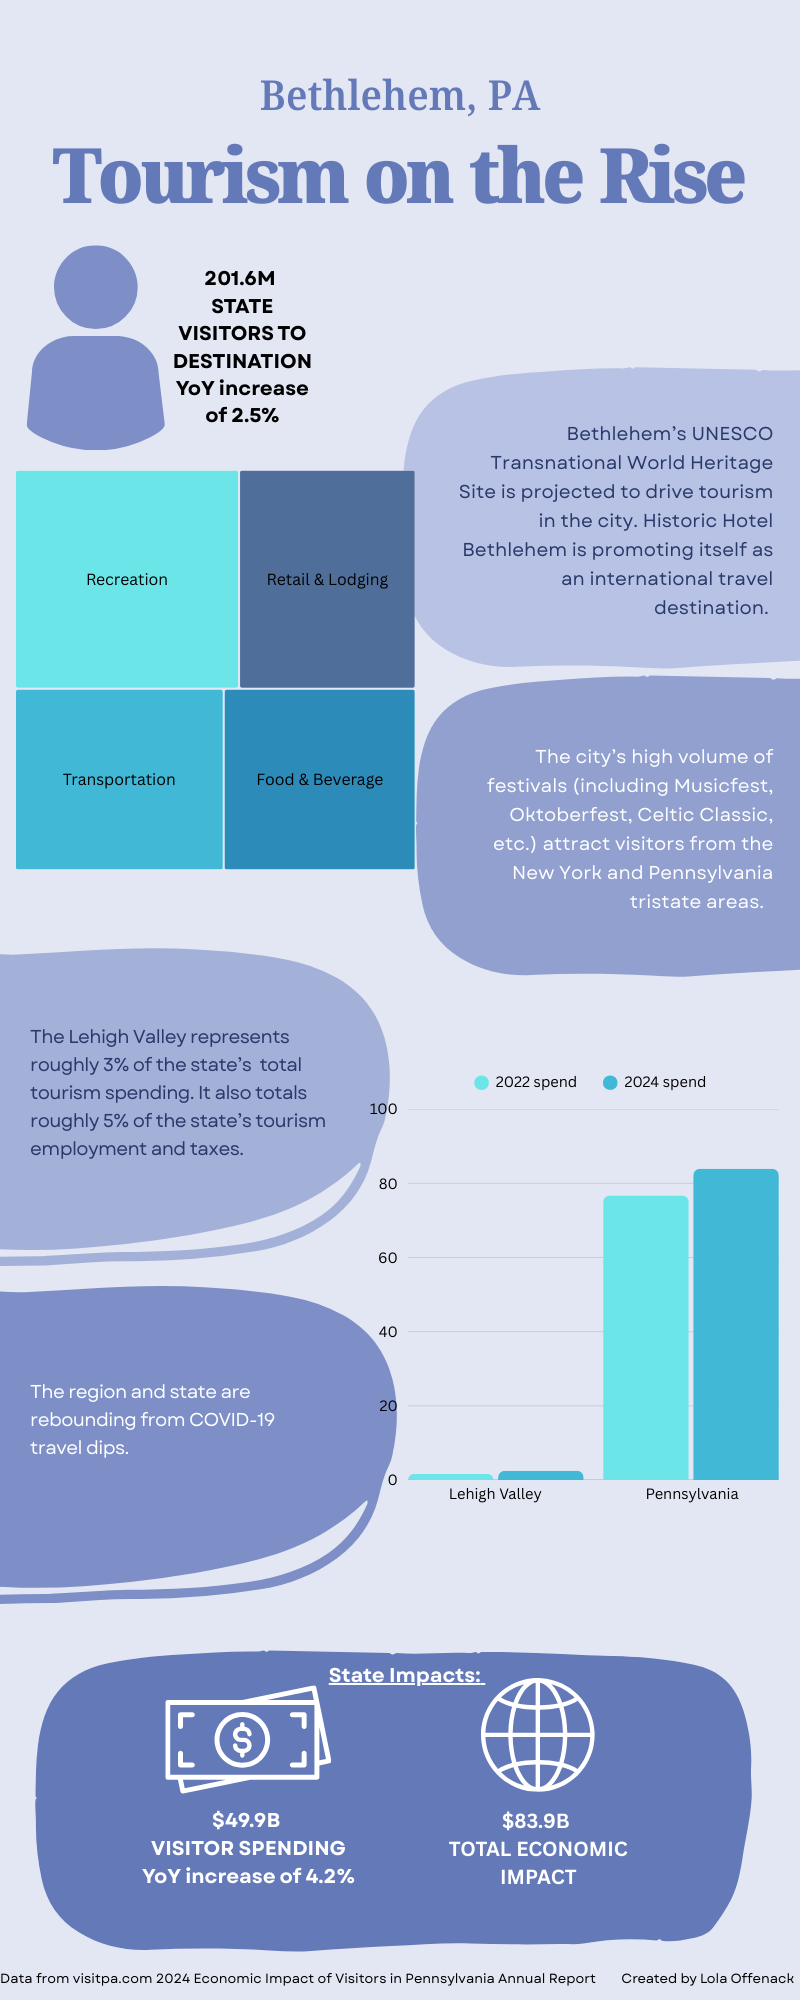 Bethlehem, PA
Tourism on the Rise
201.6M
STATE
VISITORS TO
DESTINATION
YoY increase
of 2.5%
Bethlehem's UNESCO
Transnational World Heritage
Site is projected to drive tourism
in the city. Historic Hotel
Bethlehem is promoting itself as
an international travel
destination.
Recreation
Retail & Lodging
Transportation
Food & Beverage
The city's high volume of
festivals (including Musicfest,
Oktoberfest, Celtic Classic,
etc.) attract visitors from the
New York and Pennsylvania
tristate areas.
The Lehigh Valley represents
roughly 3% of the state's total
tourism spending. It also totals
roughly 5% of the state's tourism
employment and taxes.
2022 spend
2024 spend
100
80
60
40
20
0
Lehigh Valley
Pennsylvania
The region and state are
rebounding from COVID-19
travel dips.
State Impacts:
$
$49.9B
VISITOR SPENDING
YoY increase of 4.2%
$83.9B
TOTAL ECONOMIC
IMPACT
Data from visitpa.com 2024 Economic Impact of Visitors in Pennsylvania Annual Report
Created by Lola Offenack